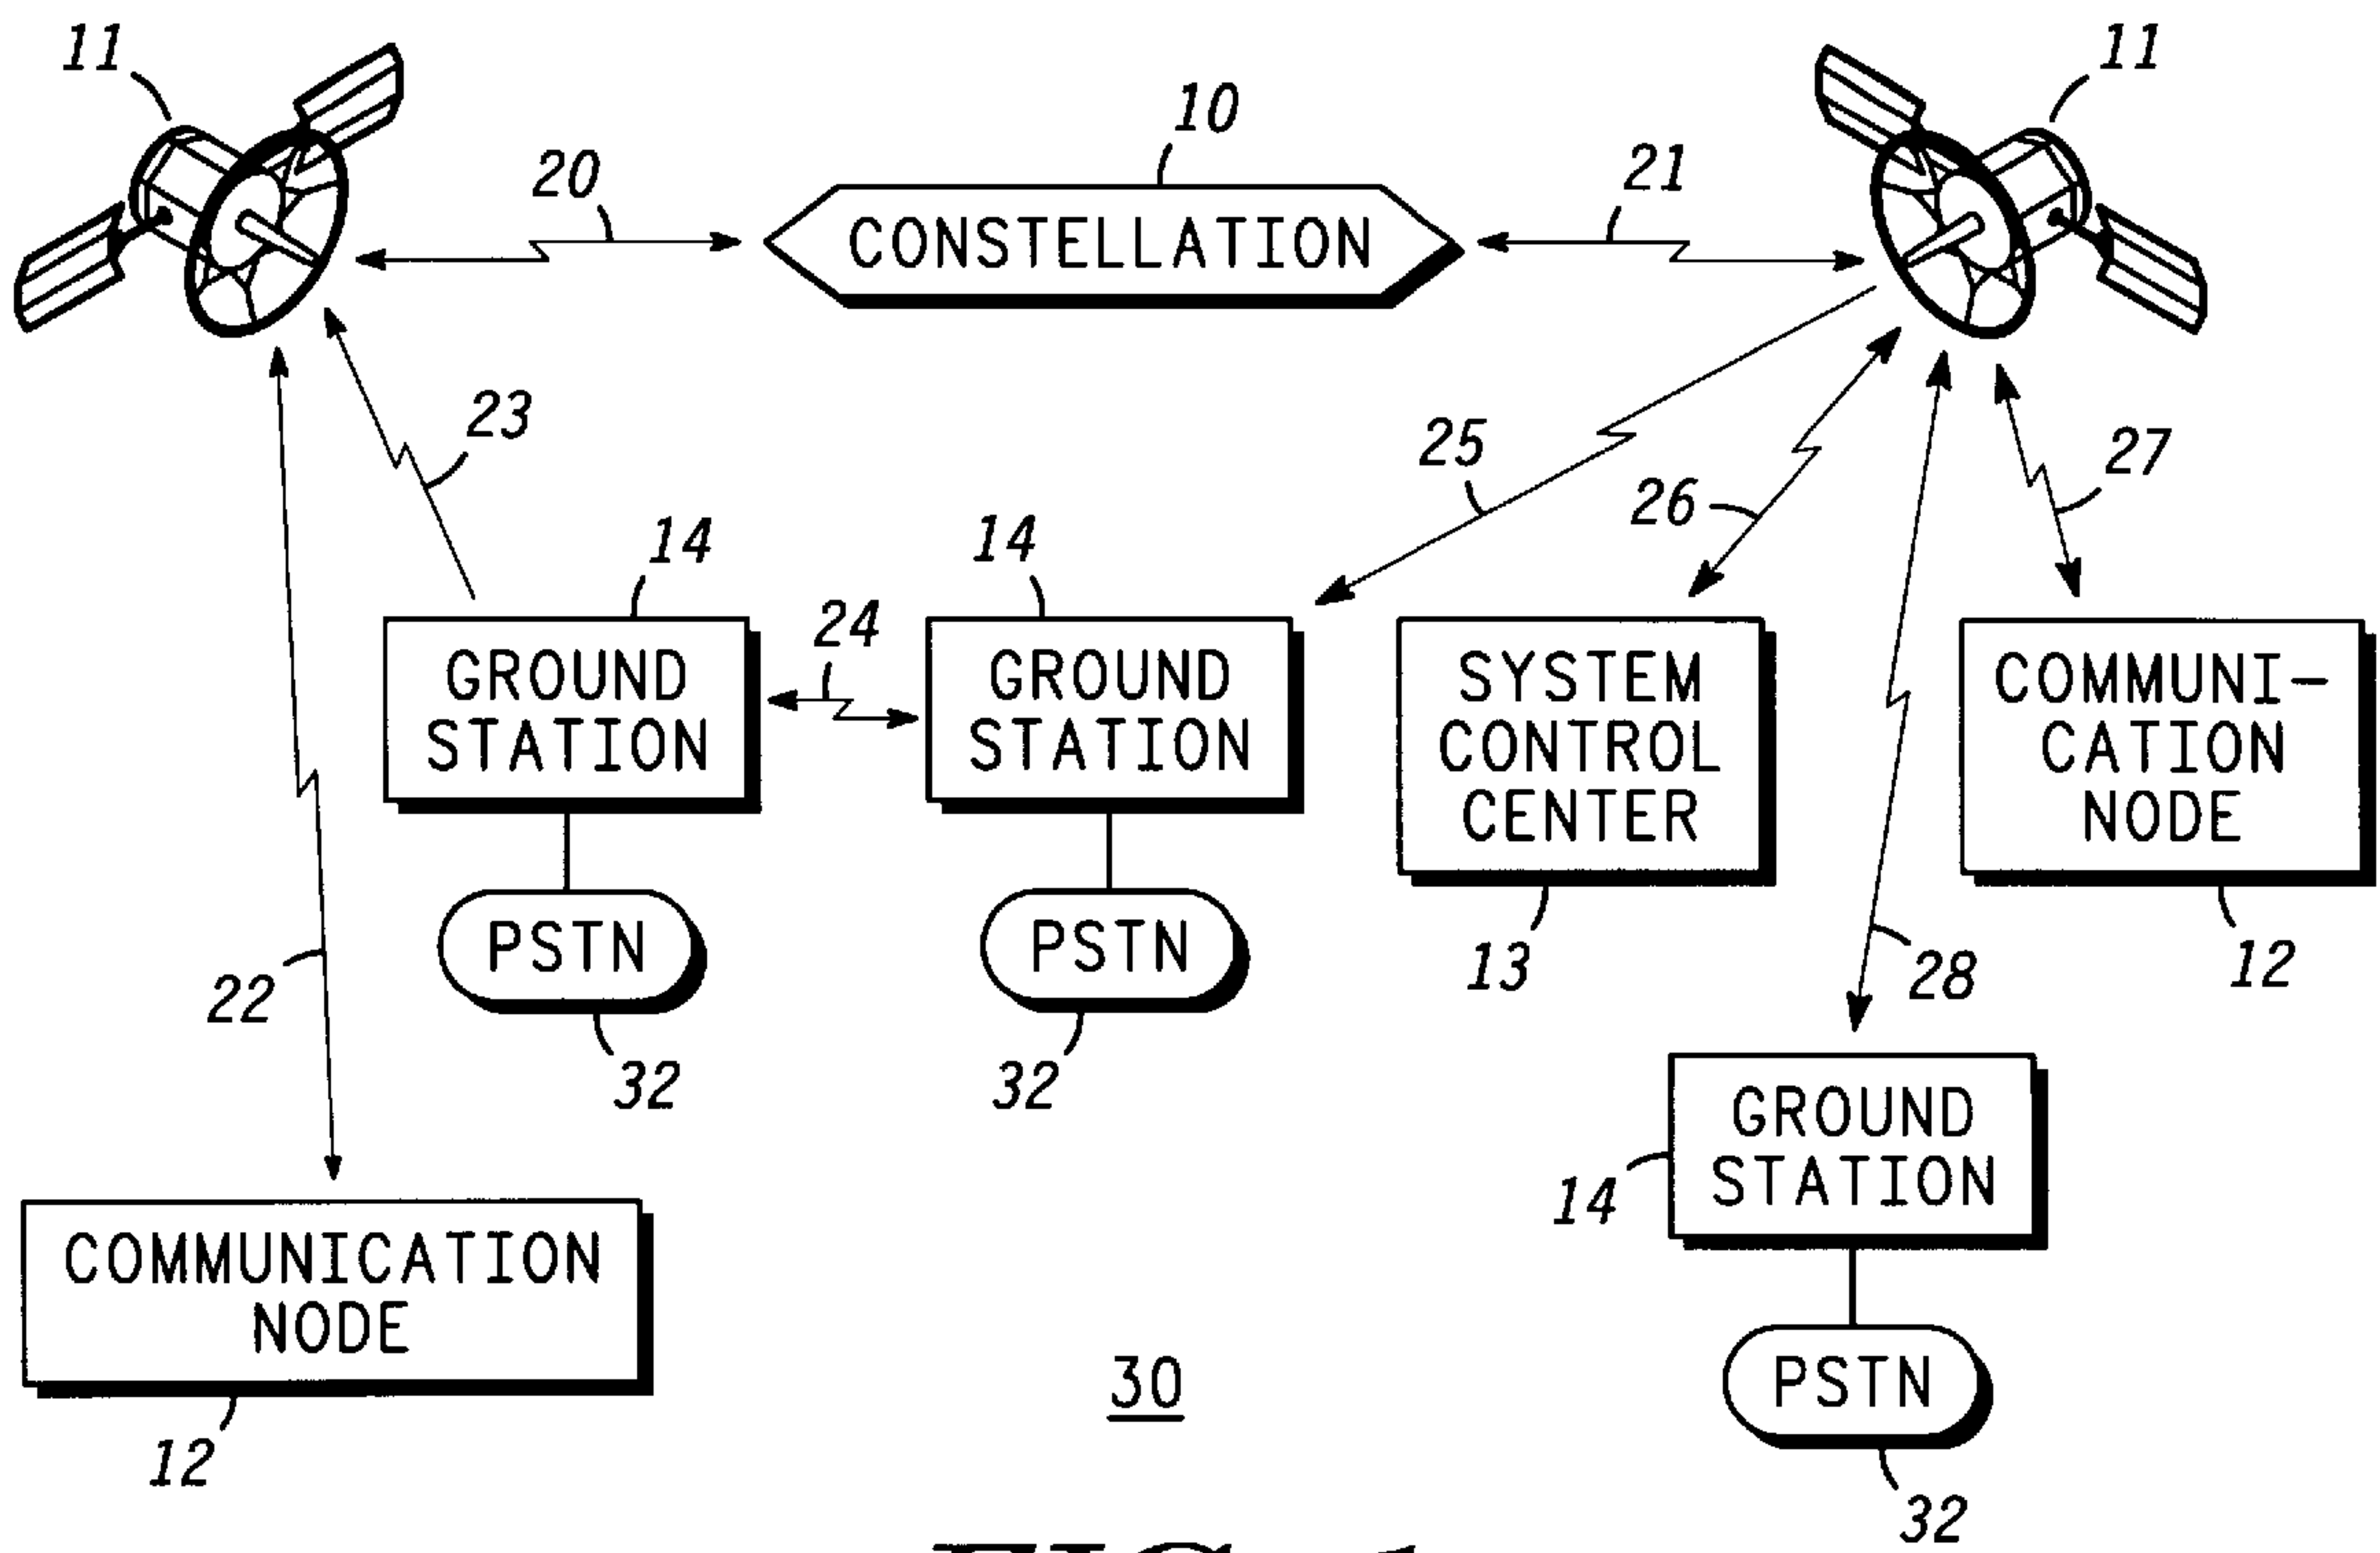 11
11
10
20
21
CONSTELLATION
23
25
26
27
14
14
24
GROUND
STATION
GROUND
STATION
SYSTEM
CONTROL
CENTER
COMMUNI-
CATION
NODE
PSTN
PSTN
13
28
12
22
32
32
GROUND
STATION
14
COMMUNICATION
NODE
12
30
PSTN
32